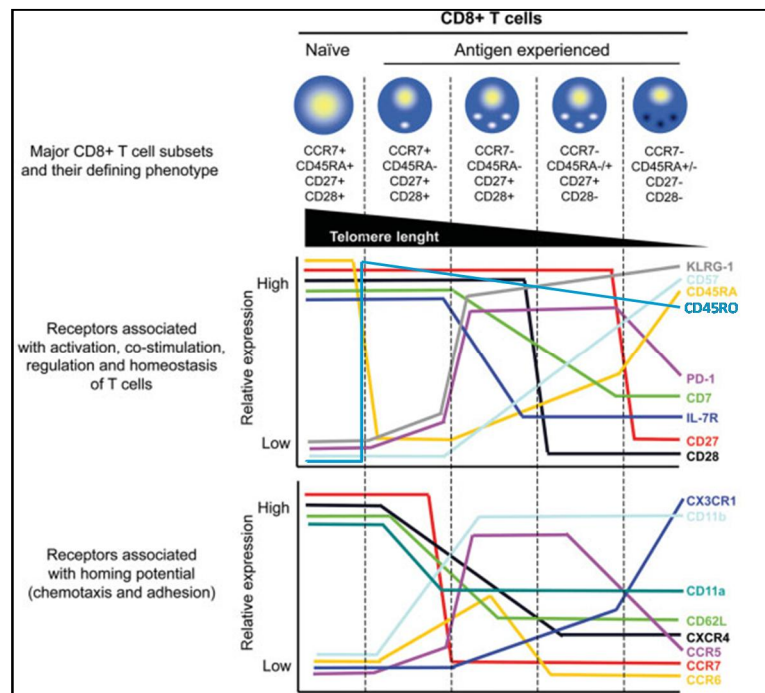 CD8+ T cells
Naïve
Antigen experienced
Major CD8+ T cell subsets
and their defining phenotype
CCR7+
CD45RA+
CD27+
CD28+
CCR7+
CD45RA-
CD27+
CD28+
CCR7-
CD45RA-
CD27+
CD28+
CCR7-
CD45RA-/+
CD27+
CD28-
CCR7-
CD45RA+/-
CD27-
CD28-
Telomere lenght
Receptors associated
with activation, co-stimulation,
regulation and homeostasis
of T cells
Relative expression
High
Low
KLRG-1
CD57
CD45RA
CD45RO
PD-1
CD7
IL-7R
CD27
CD28
Receptors associated
with homing potential
(chemotaxis and adhesion)
Relative expression
High
Low
CX3CR1
CD11b
CD11a
CD62L
CXCR4
CCR5
CCR7
CCR6